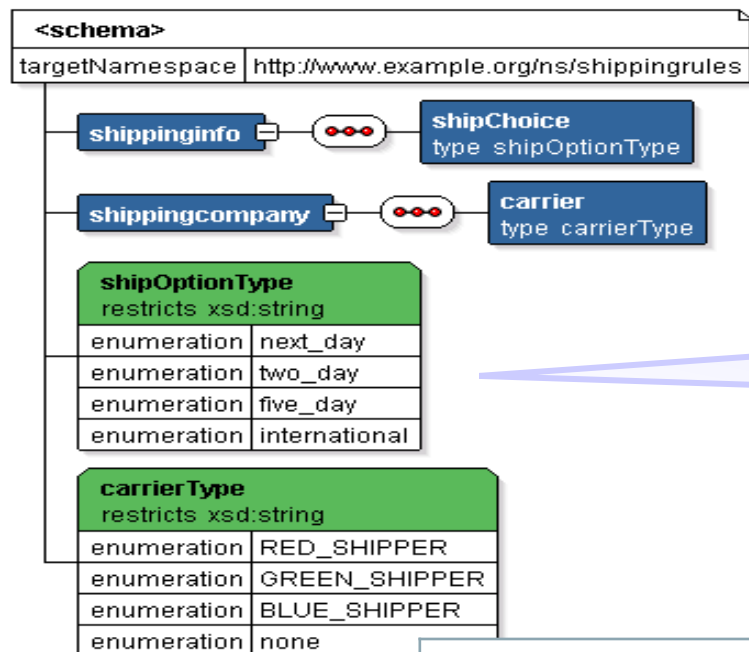 <schema>
targetNamespace http://www.example.org/ns/shippingrules
shippinginfo
shipChoice
type shipOptionType
shippingcompany
carrier
type carrierType
shipOptionType
restricts xsd:string
enumeration next_day
enumeration two_day
enumeration five_day
enumeration international
carrierType
restricts xsd:string
enumeration RED_SHIPPER
enumeration GREEN_SHIPPER
enumeration BLUE_SHIPPER
enumeration none